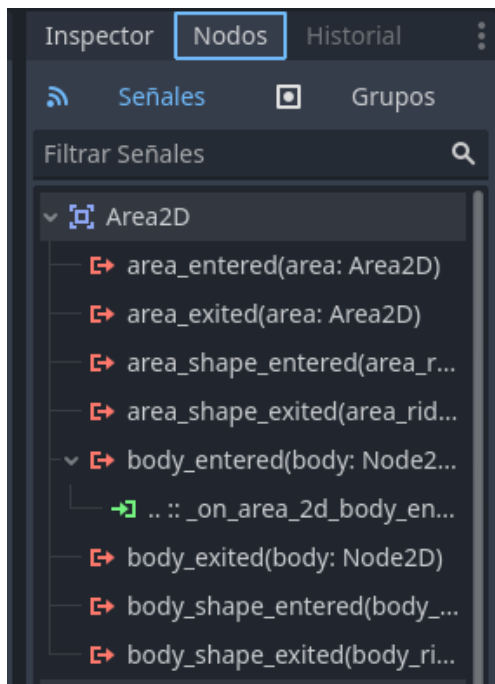 Inspector Nodos Historial
Señales Grupos
Filtrar Señales
Area2D
area_entered(area: Area2D)
area_exited(area: Area2D)
area_shape_entered(area_r...
area_shape_exited(area_rid...
body_entered(body: Node2...
.. :: _on_area_2d_body_en...
body_exited(body: Node2D)
body_shape_entered(body_...
body_shape_exited(body_ri...